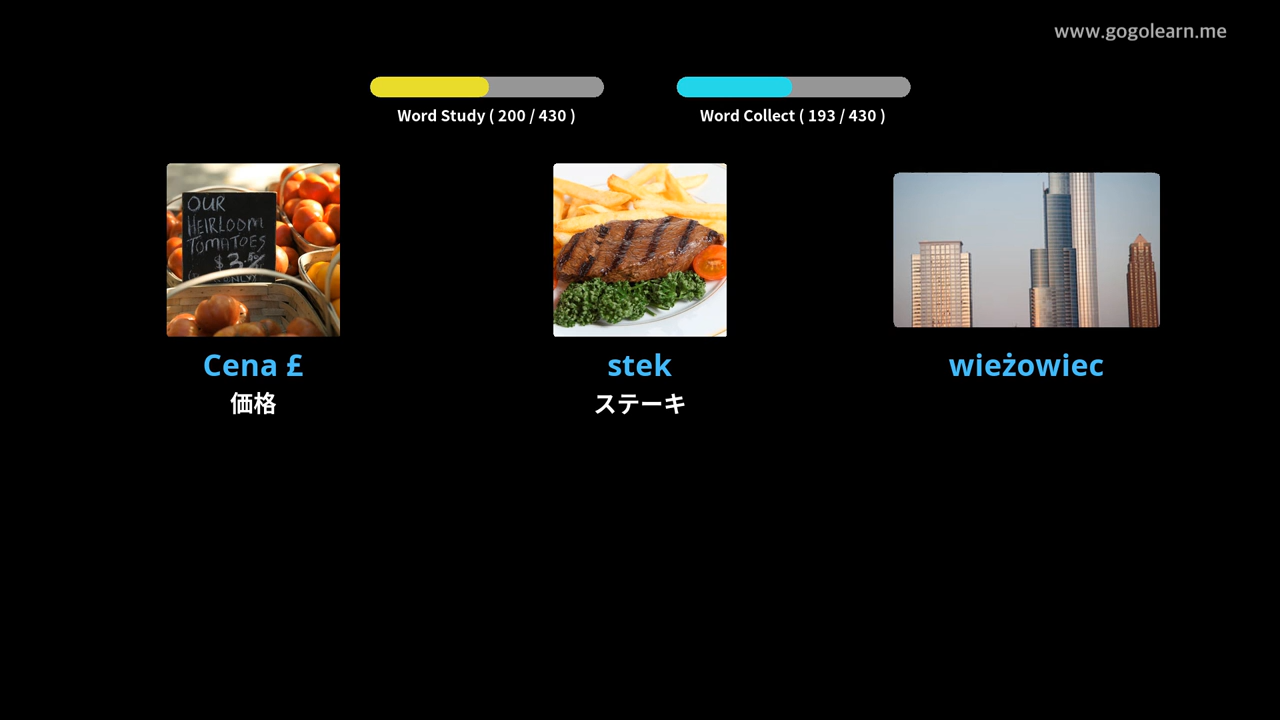 www.gogolearn.me
Word Study ( 200 / 430 )
Word Collect ( 193 / 430 )
OUR
HEIRLOOM
TOMATOES
Cena £
stek
wieżowiec
価格
ステーキ